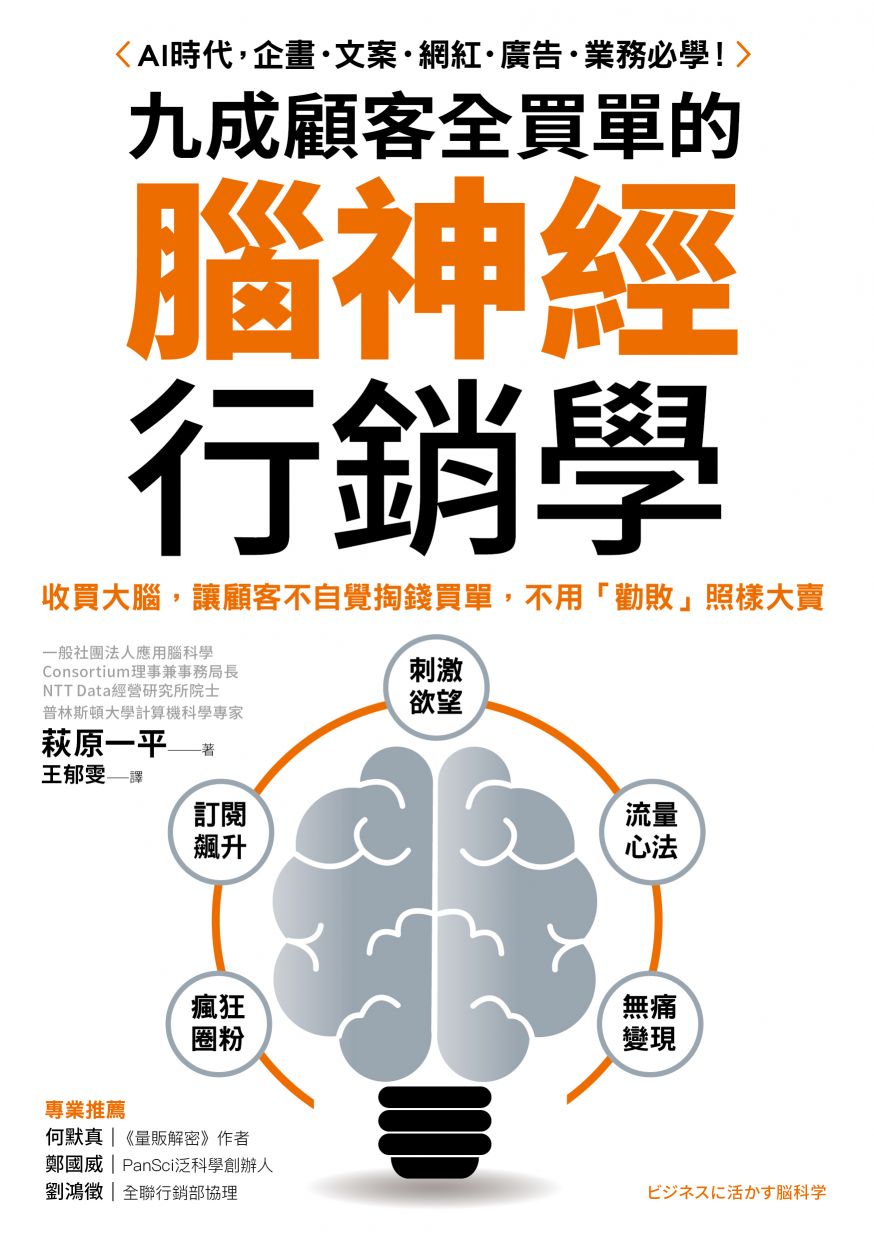 〈AI時代，企畫・文案・網紅・廣告・業務必學！〉
九成顧客全買單的
腦神經
行銷學
收買大腦，讓顧客不自覺掏錢買單，不用「勸敗」照樣大賣
一般社團法人應用腦科學
Consortium理事兼事務局長
NTT Data經營研究所院士
普林斯頓大學計算機科學專家
萩原一平——著
王郁雯——譯
刺激
欲望
訂閱
飆升
流量
心法
瘋狂
圈粉
無痛
變現
專業推薦
何默真｜《量販解密》作者
鄭國威｜PanSci泛科學創辦人
劉鴻徵｜全聯行銷部協理
ビジネスに活かす脳科学